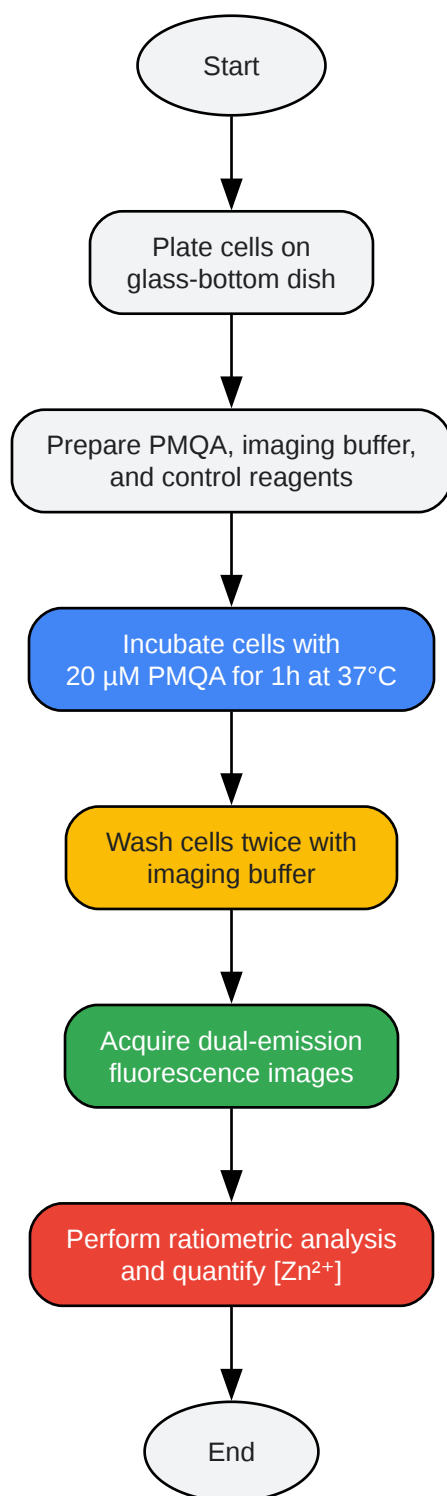 Start
Plate cells on
glass-bottom dish
Prepare PMQA, imaging buffer,
and control reagents
Incubate cells with
20 µM PMQA for 1h at 37°C
Wash cells twice with
imaging buffer
Acquire dual-emission
fluorescence images
Perform ratiometric analysis
and quantify [Zn²⁺]
End